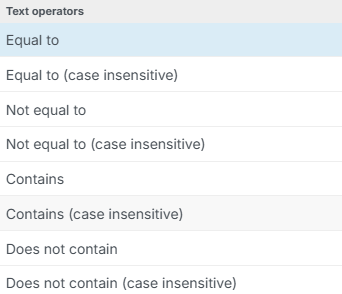 Text operators
Equal to
Equal to (case insensitive)
Not equal to
Not equal to (case insensitive)
Contains
Contains (case insensitive)
Does not contain
Does not contain (case insensitive)